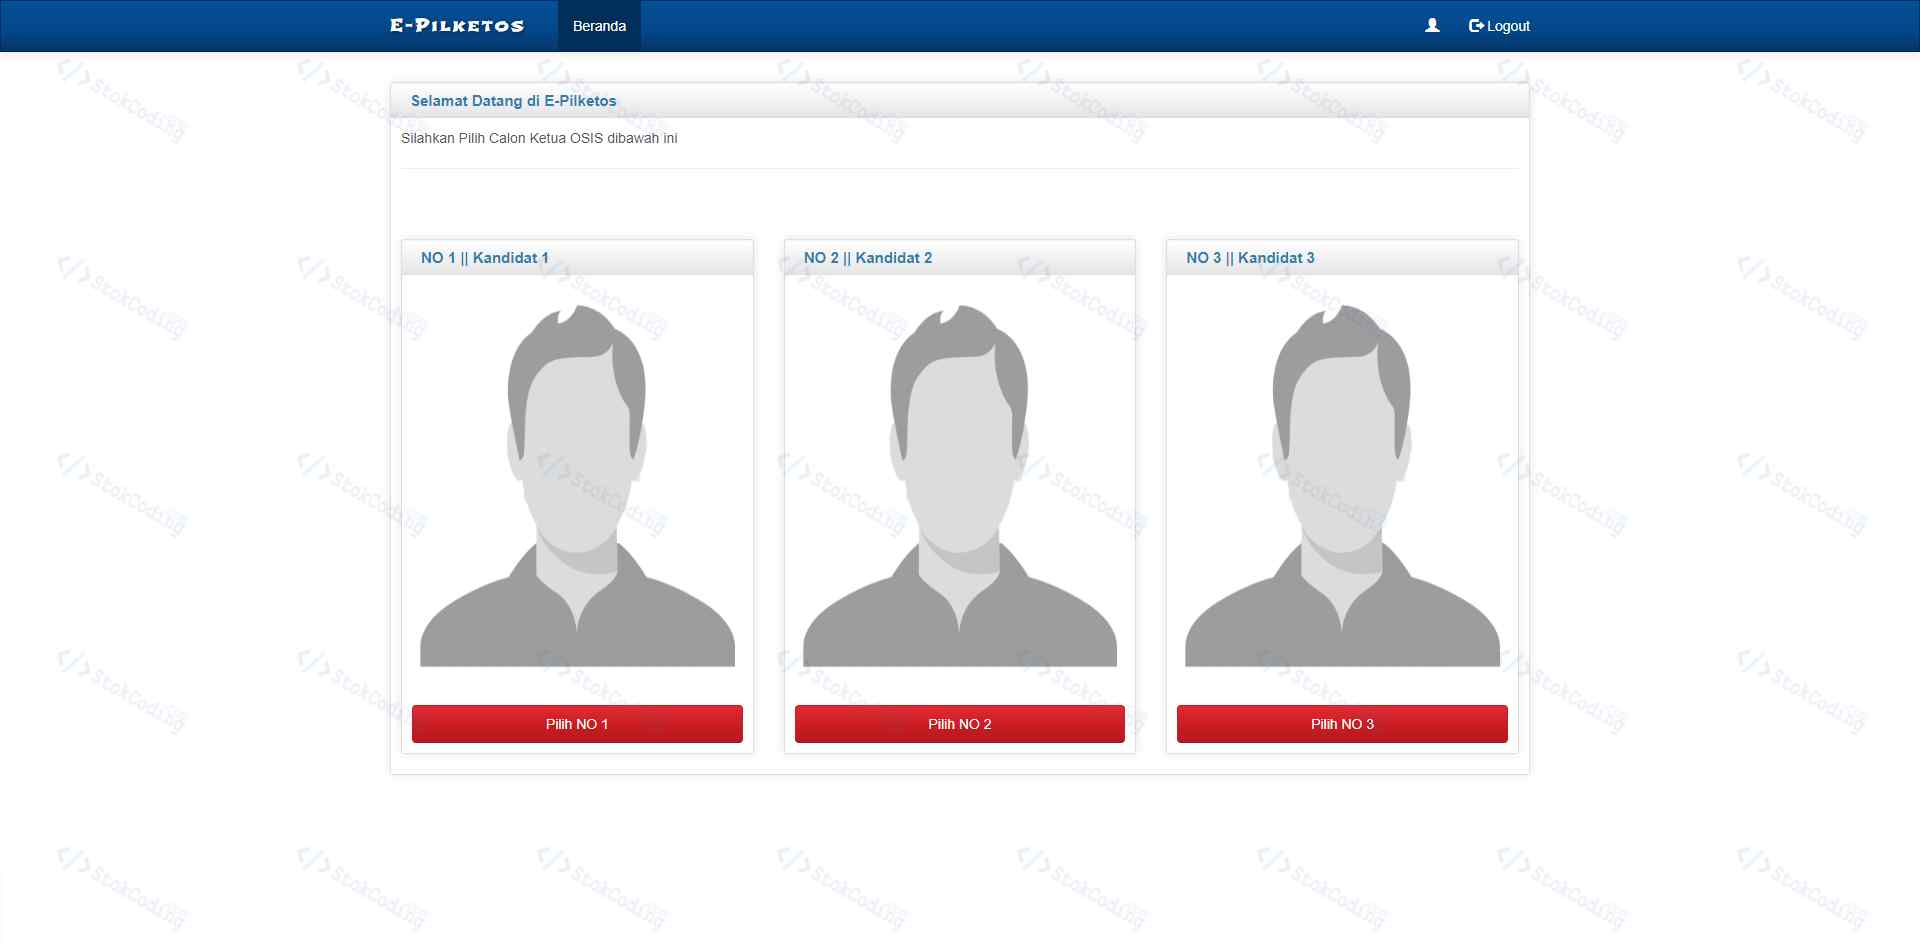 E-Pilketos Beranda Logout
Selamat Datang di E-Pilketos
Silahkan Pilih Calon Ketua OSIS dibawah ini
NO 1 || Kandidat 1
NO 2 || Kandidat 2
NO 3 || Kandidat 3
Pilih NO 1
Pilih NO 2
Pilih NO 3
</> StokCoding